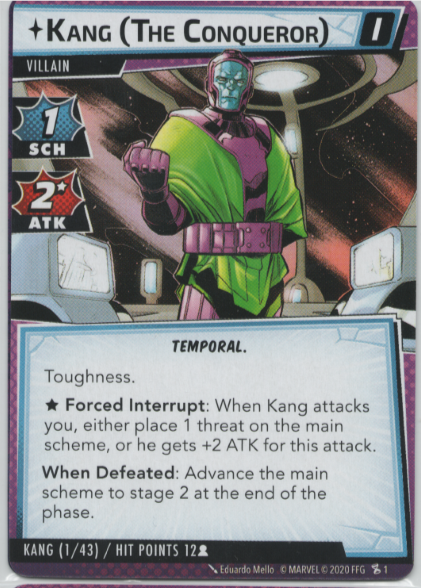 Kang (The Conqueror)
I
VILLAIN
1
SCH
2★
ATK
TEMPORAL.
Toughness.
★ Forced Interrupt: When Kang attacks
you, either place 1 threat on the main
scheme, or he gets +2 ATK for this attack.
When Defeated: Advance the main
scheme to stage 2 at the end of the
phase.
KANG (1/43) / HIT POINTS 12
Eduardo Mello © MARVEL © 2020 FFG 1